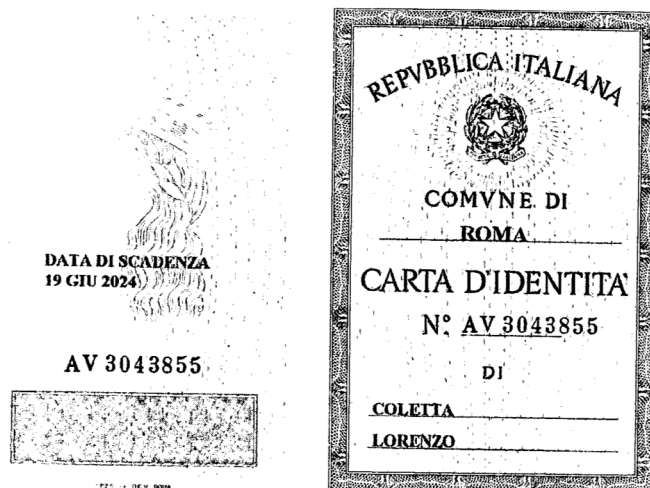 DATA DI SCADENZA
19 GIU 2024
AV 3043855
REPVBBLICA ITALIANA
COMVNE DI
ROMA
CARTA D'IDENTITA'
N° AV 3043855
DI
COLETTA
LORENZO